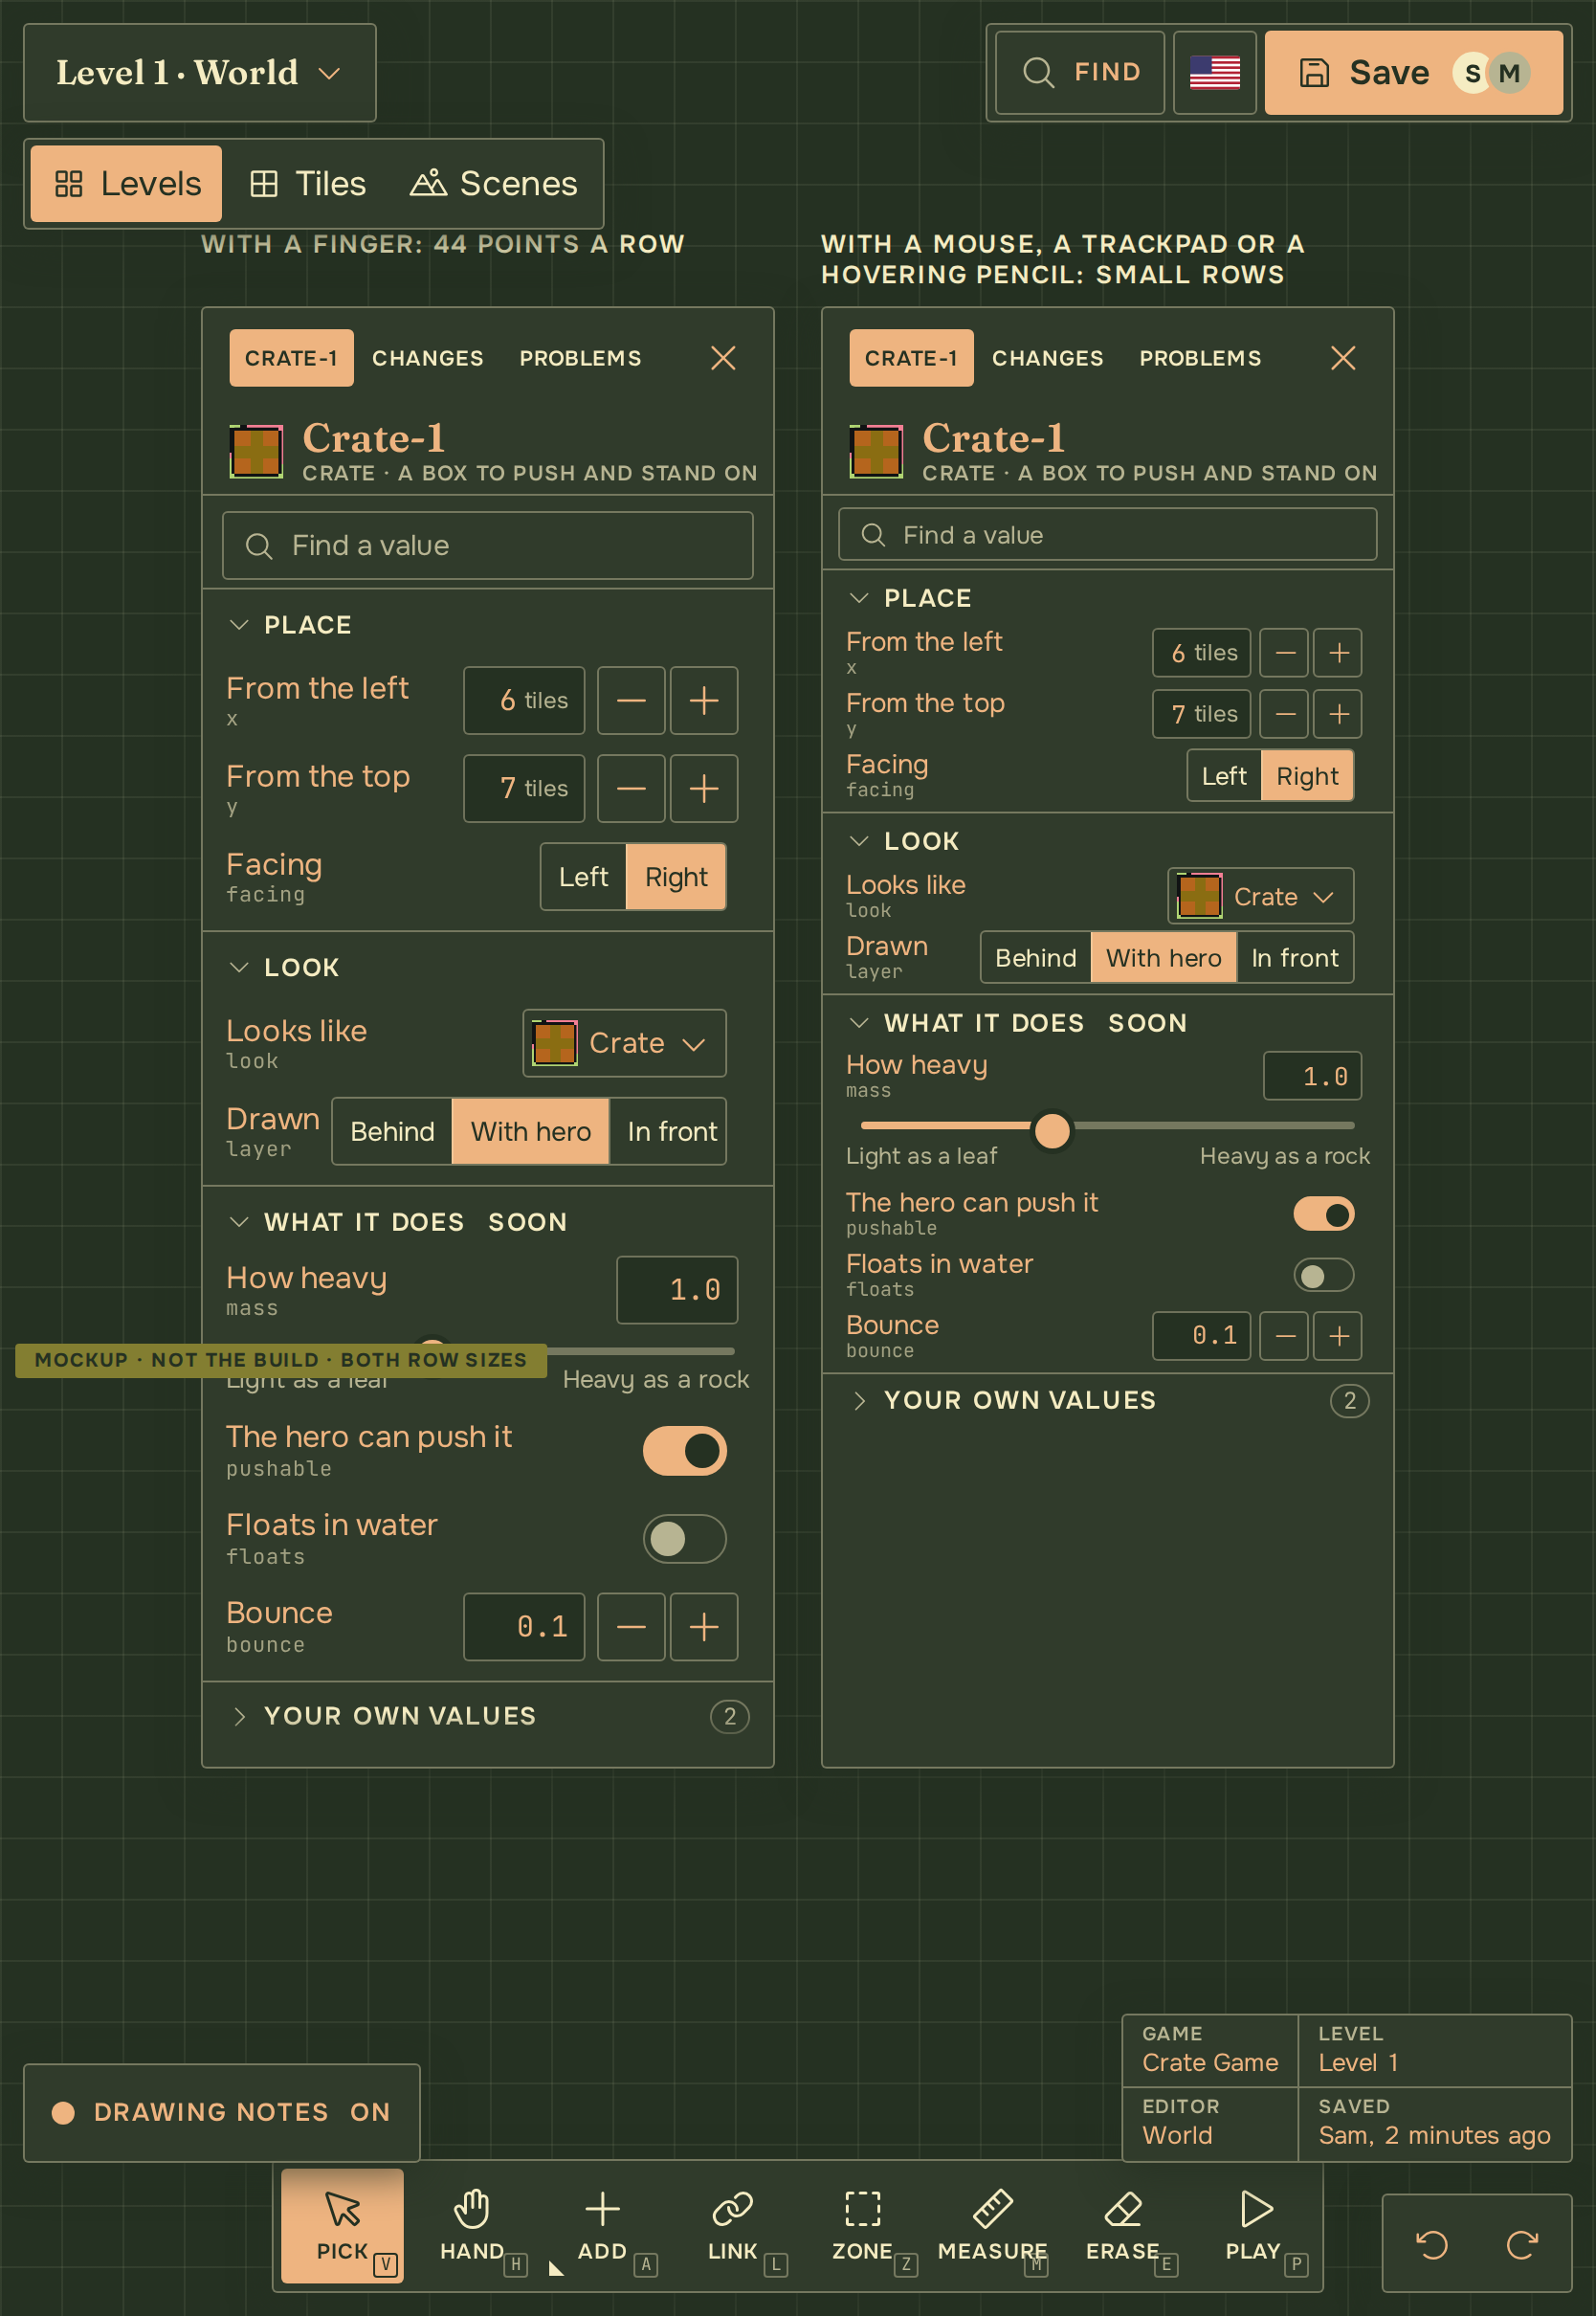 Level 1 · World
FIND
Save
S
M
Levels
Tiles
Scenes
WITH A FINGER: 44 POINTS A ROW
CRATE-1
CHANGES
PROBLEMS
Crate-1
CRATE · A BOX TO PUSH AND STAND ON
Find a value
PLACE
From the left
x
6 tiles
From the top
y
7 tiles
Facing
facing
Left
Right
LOOK
Looks like
look
Crate
Drawn
layer
Behind
With hero
In front
WHAT IT DOES SOON
How heavy
mass
1.0
MOCKUP · NOT THE BUILD · BOTH ROW SIZES
Light as a leaf
Heavy as a rock
The hero can push it
pushable
Floats in water
floats
Bounce
bounce
0.1
YOUR OWN VALUES
2
WITH A MOUSE, A TRACKPAD OR A
HOVERING PENCIL: SMALL ROWS
CRATE-1
CHANGES
PROBLEMS
Crate-1
CRATE · A BOX TO PUSH AND STAND ON
Find a value
PLACE
From the left
x
6 tiles
From the top
y
7 tiles
Facing
facing
Left
Right
LOOK
Looks like
look
Crate
Drawn
layer
Behind
With hero
In front
WHAT IT DOES SOON
How heavy
mass
1.0
Light as a leaf
Heavy as a rock
The hero can push it
pushable
Floats in water
floats
Bounce
bounce
0.1
YOUR OWN VALUES
2
GAME
Crate Game
LEVEL
Level 1
EDITOR
World
SAVED
Sam, 2 minutes ago
DRAWING NOTES ON
PICK
V
HAND
H
ADD
A
LINK
L
ZONE
Z
MEASURE
M
ERASE
E
PLAY
P